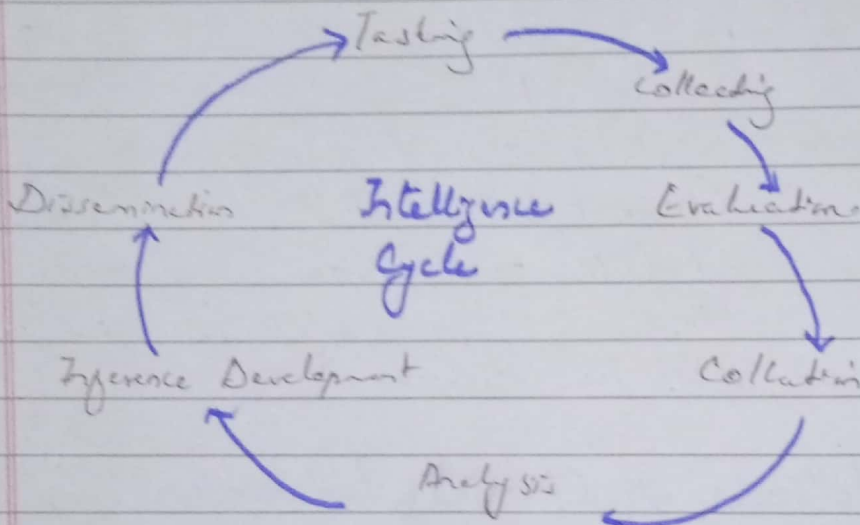 Tasking
Collecting
Dissemination
Intelligence
Cycle
Evaluation
Inference Development
Collation
Analysis